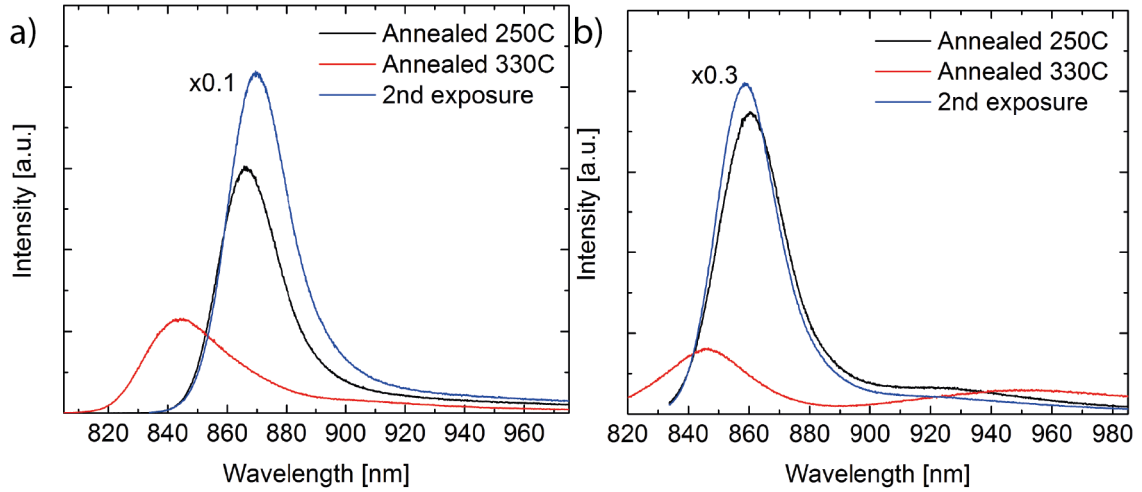 a)
Annealed 250C
Annealed 330C
2nd exposure
x0.1
Intensity [a.u.]
820 840 860 880 900 920 940 960
Wavelength [nm]
b)
Annealed 250C
Annealed 330C
2nd exposure
x0.3
Intensity [a.u.]
820 840 860 880 900 920 940 960 980
Wavelength [nm]